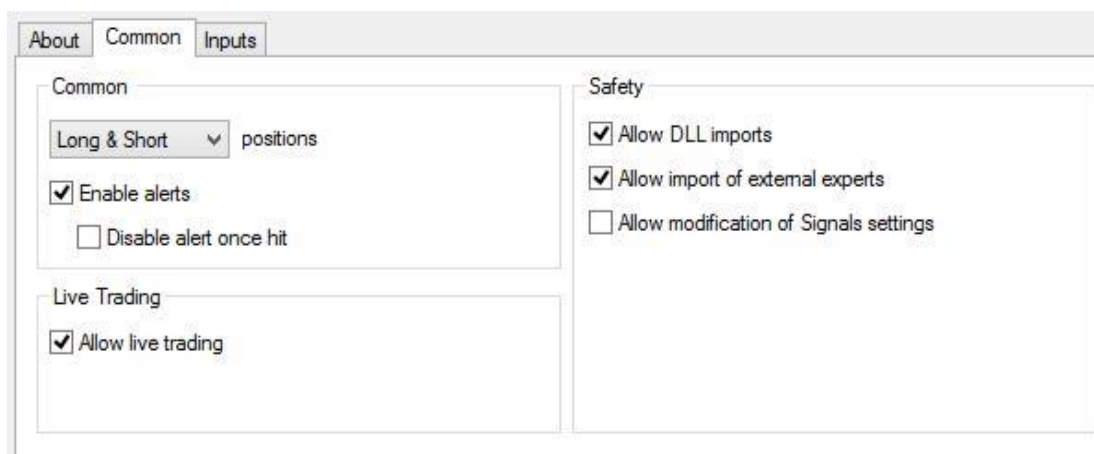 About Common Inputs
Common
Long & Short positions
Enable alerts
Disable alert once hit
Live Trading
Allow live trading
Safety
Allow DLL imports
Allow import of external experts
Allow modification of Signals settings